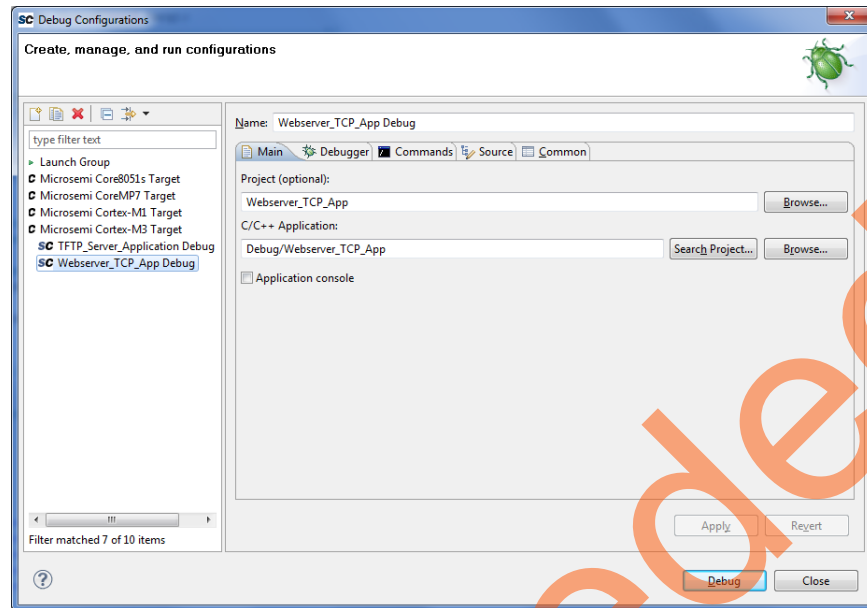 SC Debug Configurations
Create, manage, and run configurations
type filter text
Launch Group
C Microsemi Core8051s Target
C Microsemi CoreMP7 Target
C Microsemi Cortex-M1 Target
C Microsemi Cortex-M3 Target
SC TFTP_Server_Application Debug
SC Webserver_TCP_App Debug
Filter matched 7 of 10 items
Name: Webserver_TCP_App Debug
Main Debugger Commands Source Common
Project (optional):
Webserver_TCP_App Browse...
C/C++ Application:
Debug/Webserver_TCP_App Search Project... Browse...
Application console
Apply Revert
? Debug Close